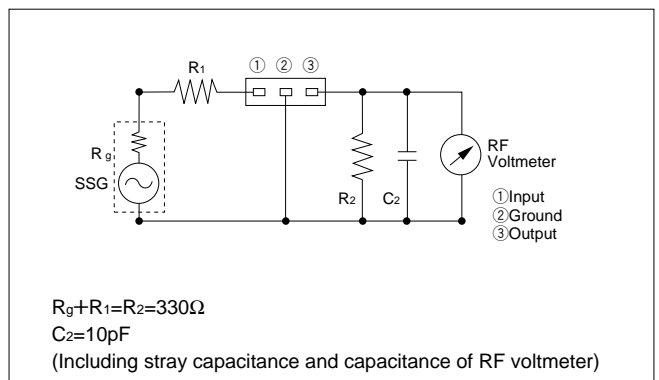 R1
① ② ③
Rg
SSG
R2
C2
RF
Voltmeter
①Input
②Ground
③Output
Rg+R1=R2=330Ω
C2=10pF
(Including stray capacitance and capacitance of RF voltmeter)